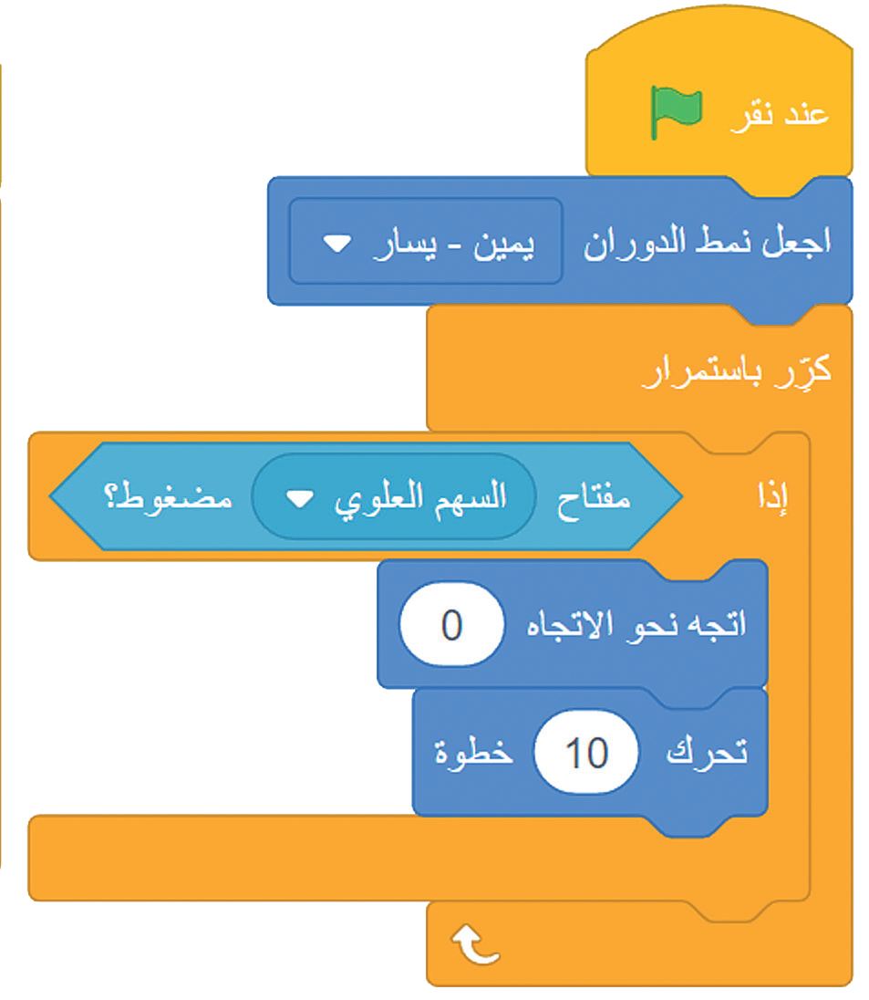 عند نقر
اجعل نمط الدوران يمين - يسار
كرِّر باستمرار
إذا مفتاح السهم العلوي مضغوط؟
اتجه نحو الاتجاه 0
تحرك 10 خطوة